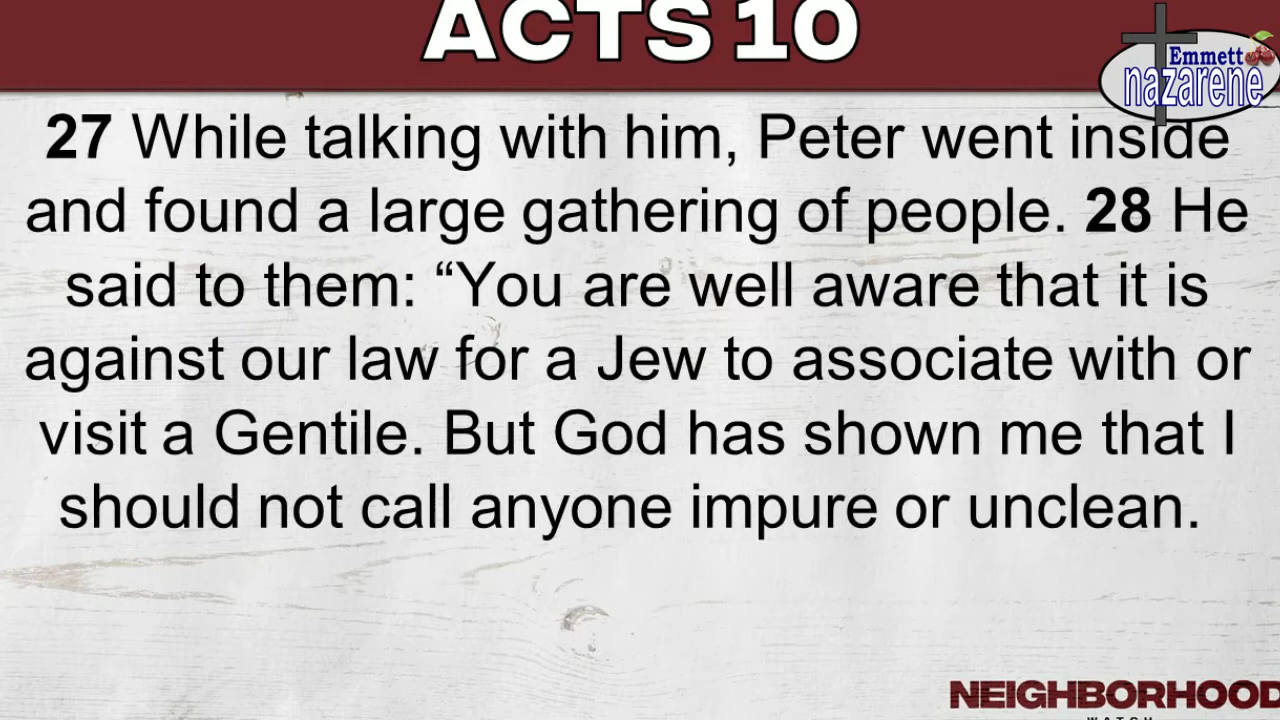 ACTS 10
Emmett
nazarene
27 While talking with him, Peter went inside
and found a large gathering of people. 28 He
said to them: “You are well aware that it is
against our law for a Jew to associate with or
visit a Gentile. But God has shown me that I
should not call anyone impure or unclean.
NEIGHBORHOOD
WATCH